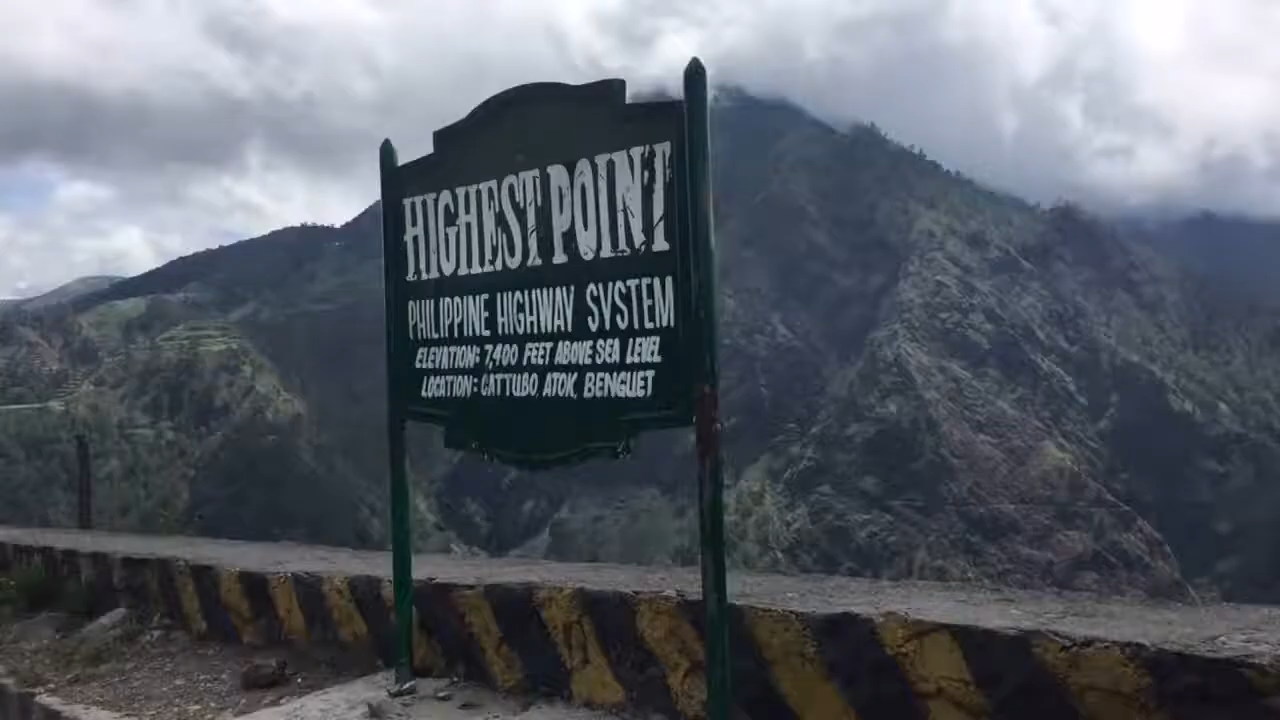 HIGHEST POINT
PHILIPPINE HIGHWAY SYSTEM
ELEVATION: 7,400 FEET ABOVE SEA LEVEL
LOCATION: CATTUBO, ATOK, BENGUET